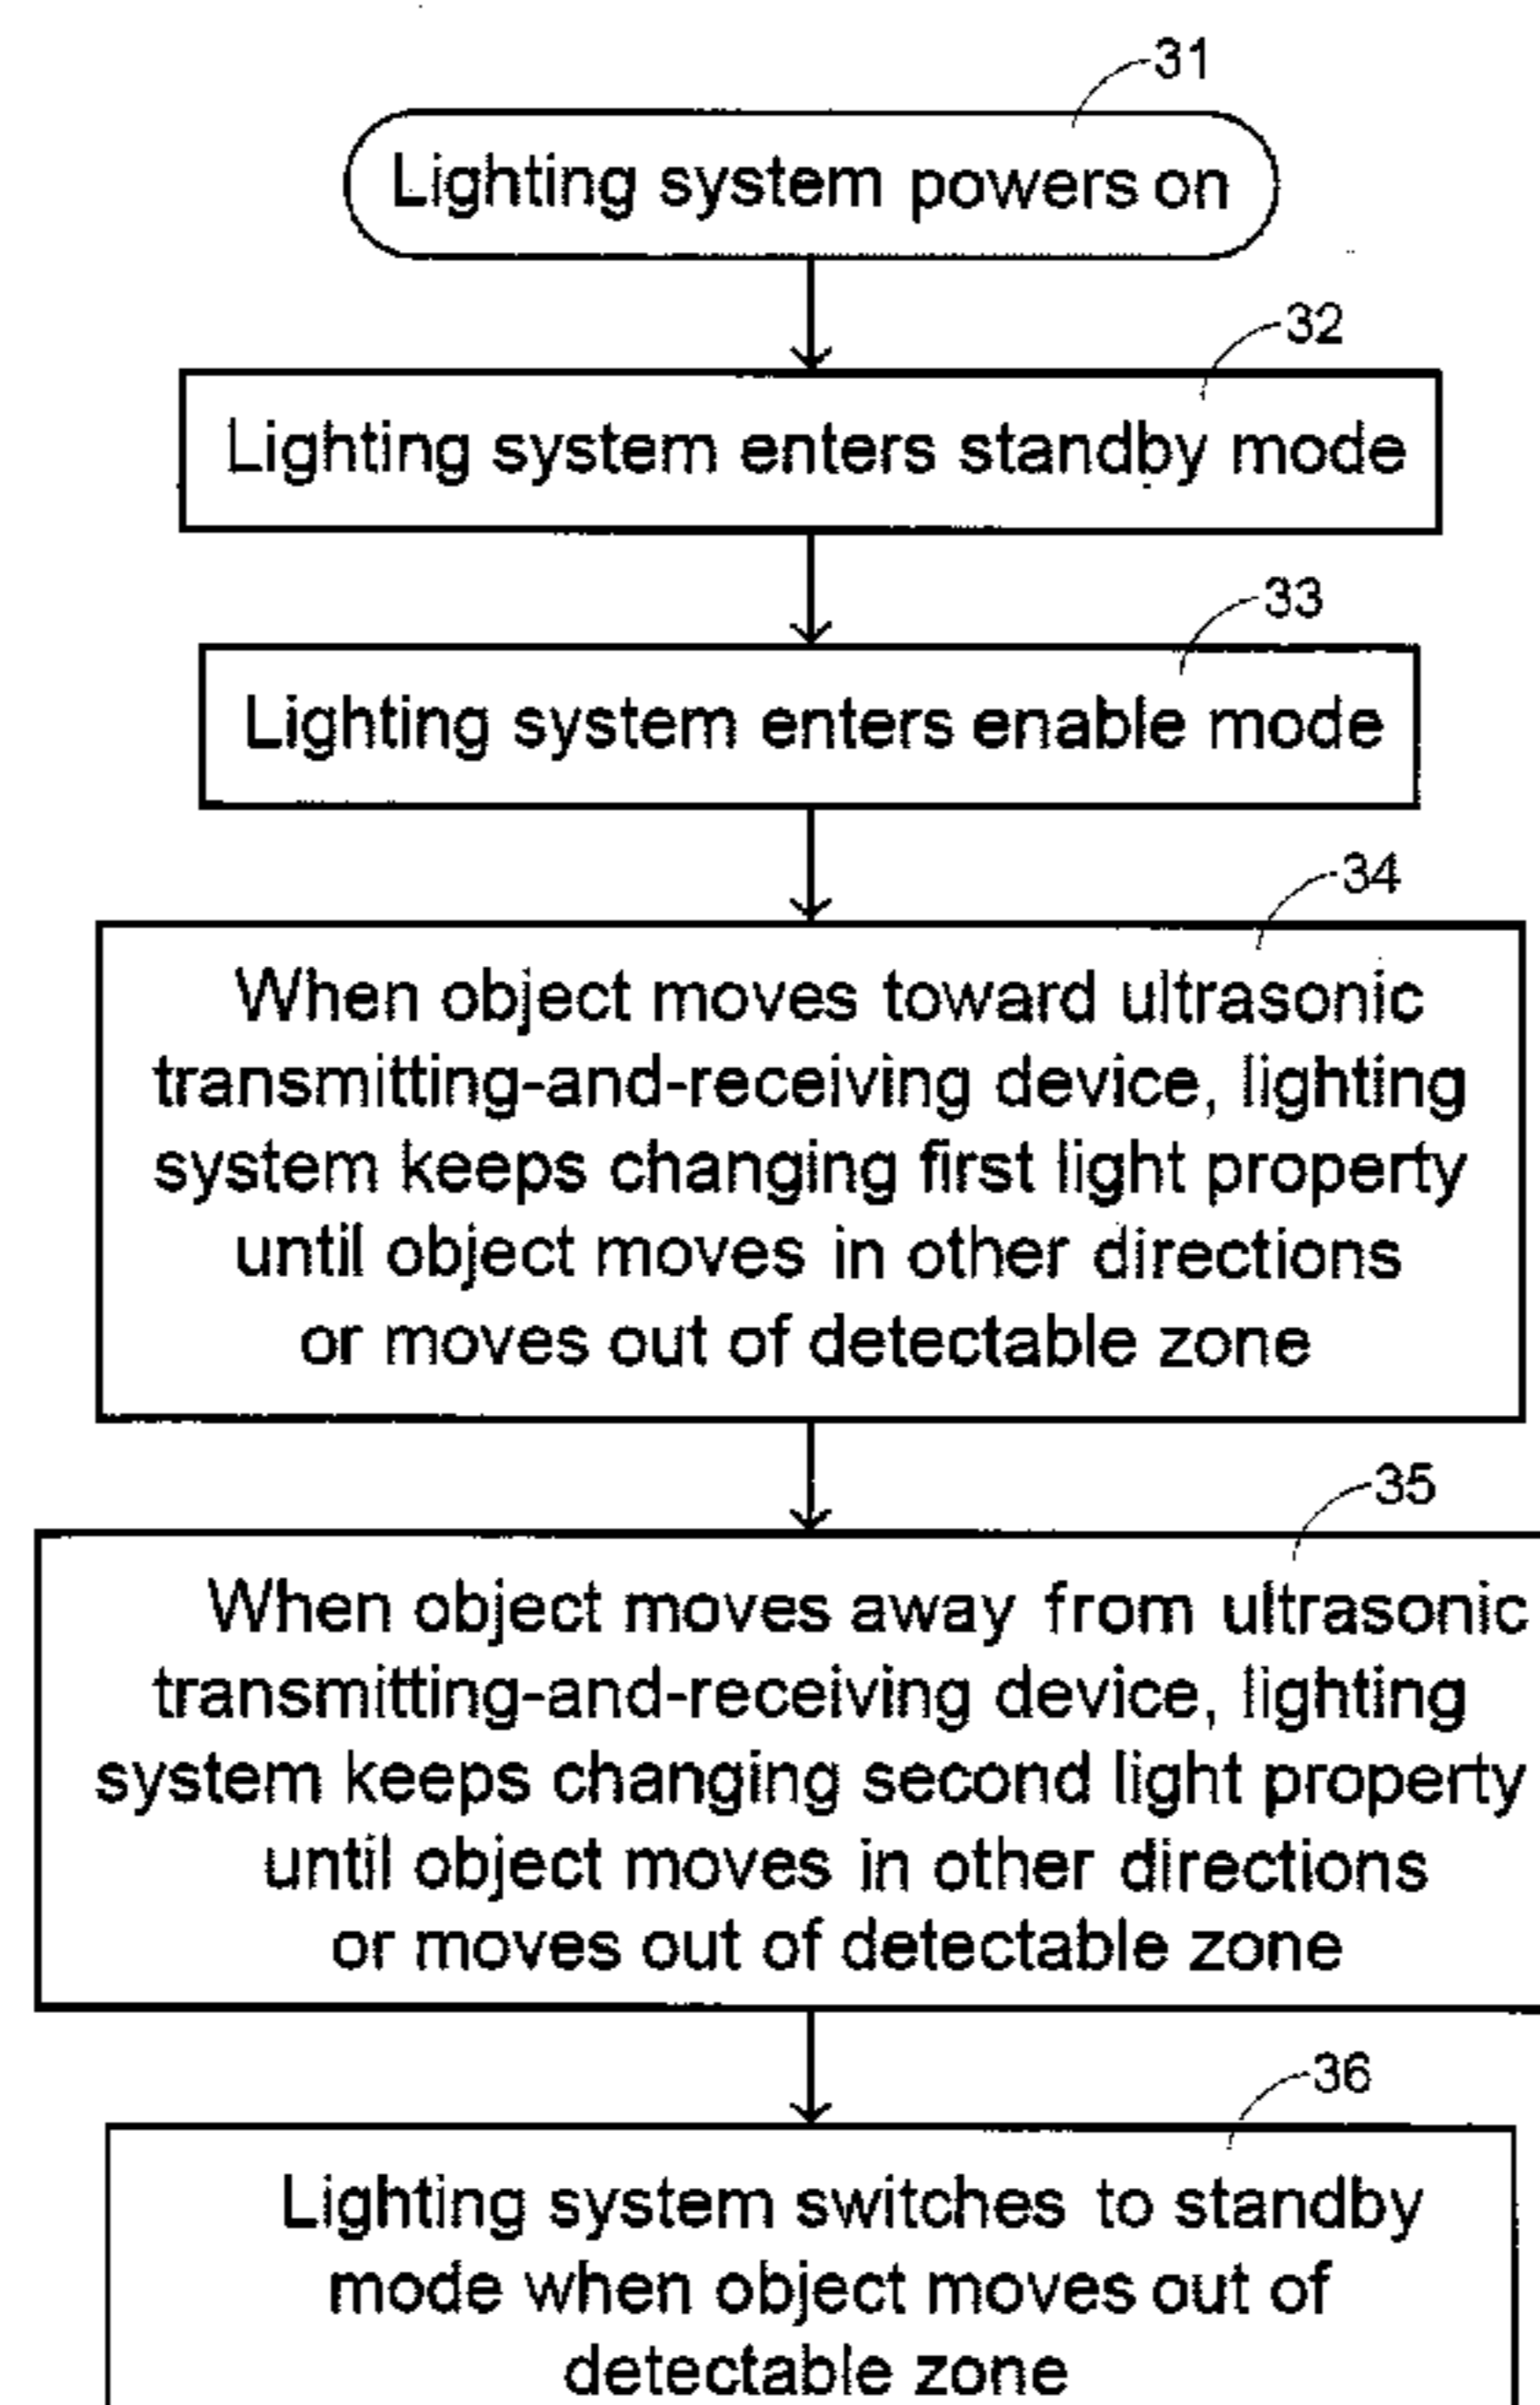 31
Lighting system powers on
32
Lighting system enters standby mode
33
Lighting system enters enable mode
34
When object moves toward ultrasonic
transmitting-and-receiving device, lighting
system keeps changing first light property
until object moves in other directions
or moves out of detectable zone
35
When object moves away from ultrasonic
transmitting-and-receiving device, lighting
system keeps changing second light property
until object moves in other directions
or moves out of detectable zone
36
Lighting system switches to standby
mode when object moves out of
detectable zone